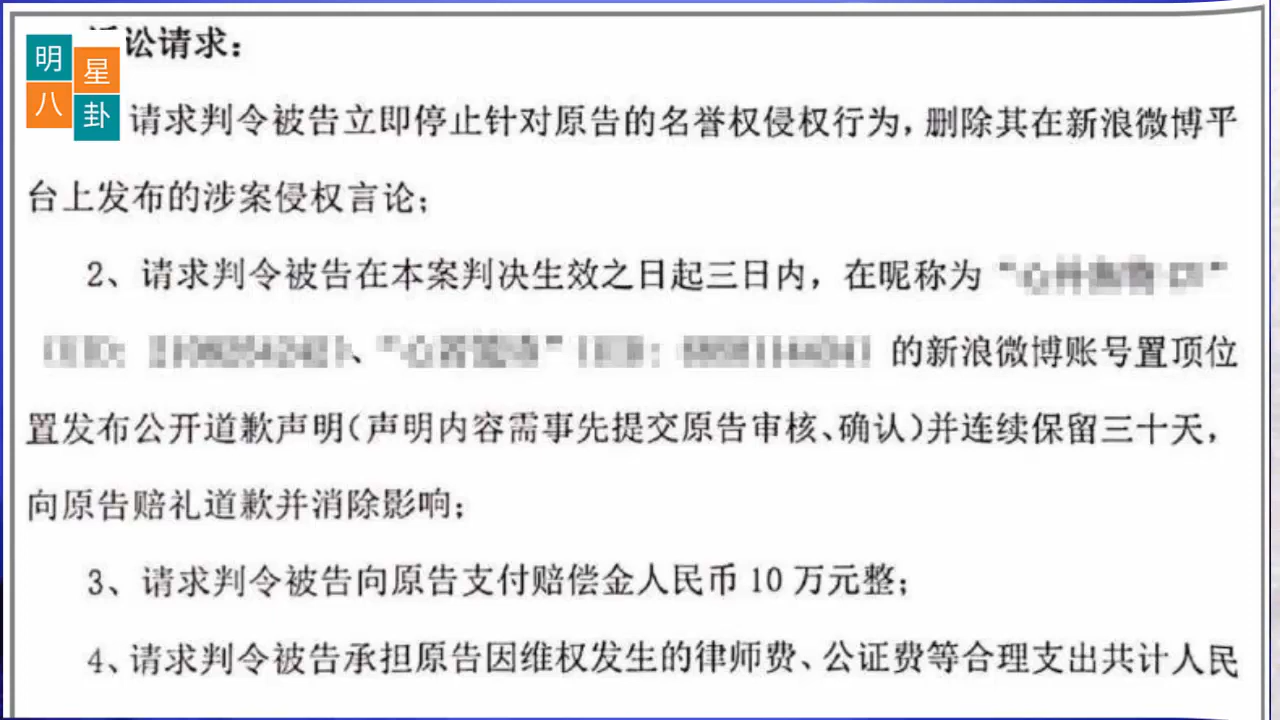 明星八卦
讼请求：
请求判令被告立即停止针对原告的名誉权侵权行为，删除其在新浪微博平
台上发布的涉案侵权言论；
2、请求判令被告在本案判决生效之日起三日内，在昵称为
的新浪微博账号置顶位
置发布公开道歉声明（声明内容需事先提交原告审核、确认）并连续保留三十天，
向原告赔礼道歉并消除影响；
3、请求判令被告向原告支付赔偿金人民币 10 万元整；
4、请求判令被告承担原告因维权发生的律师费、公证费等合理支出共计人民